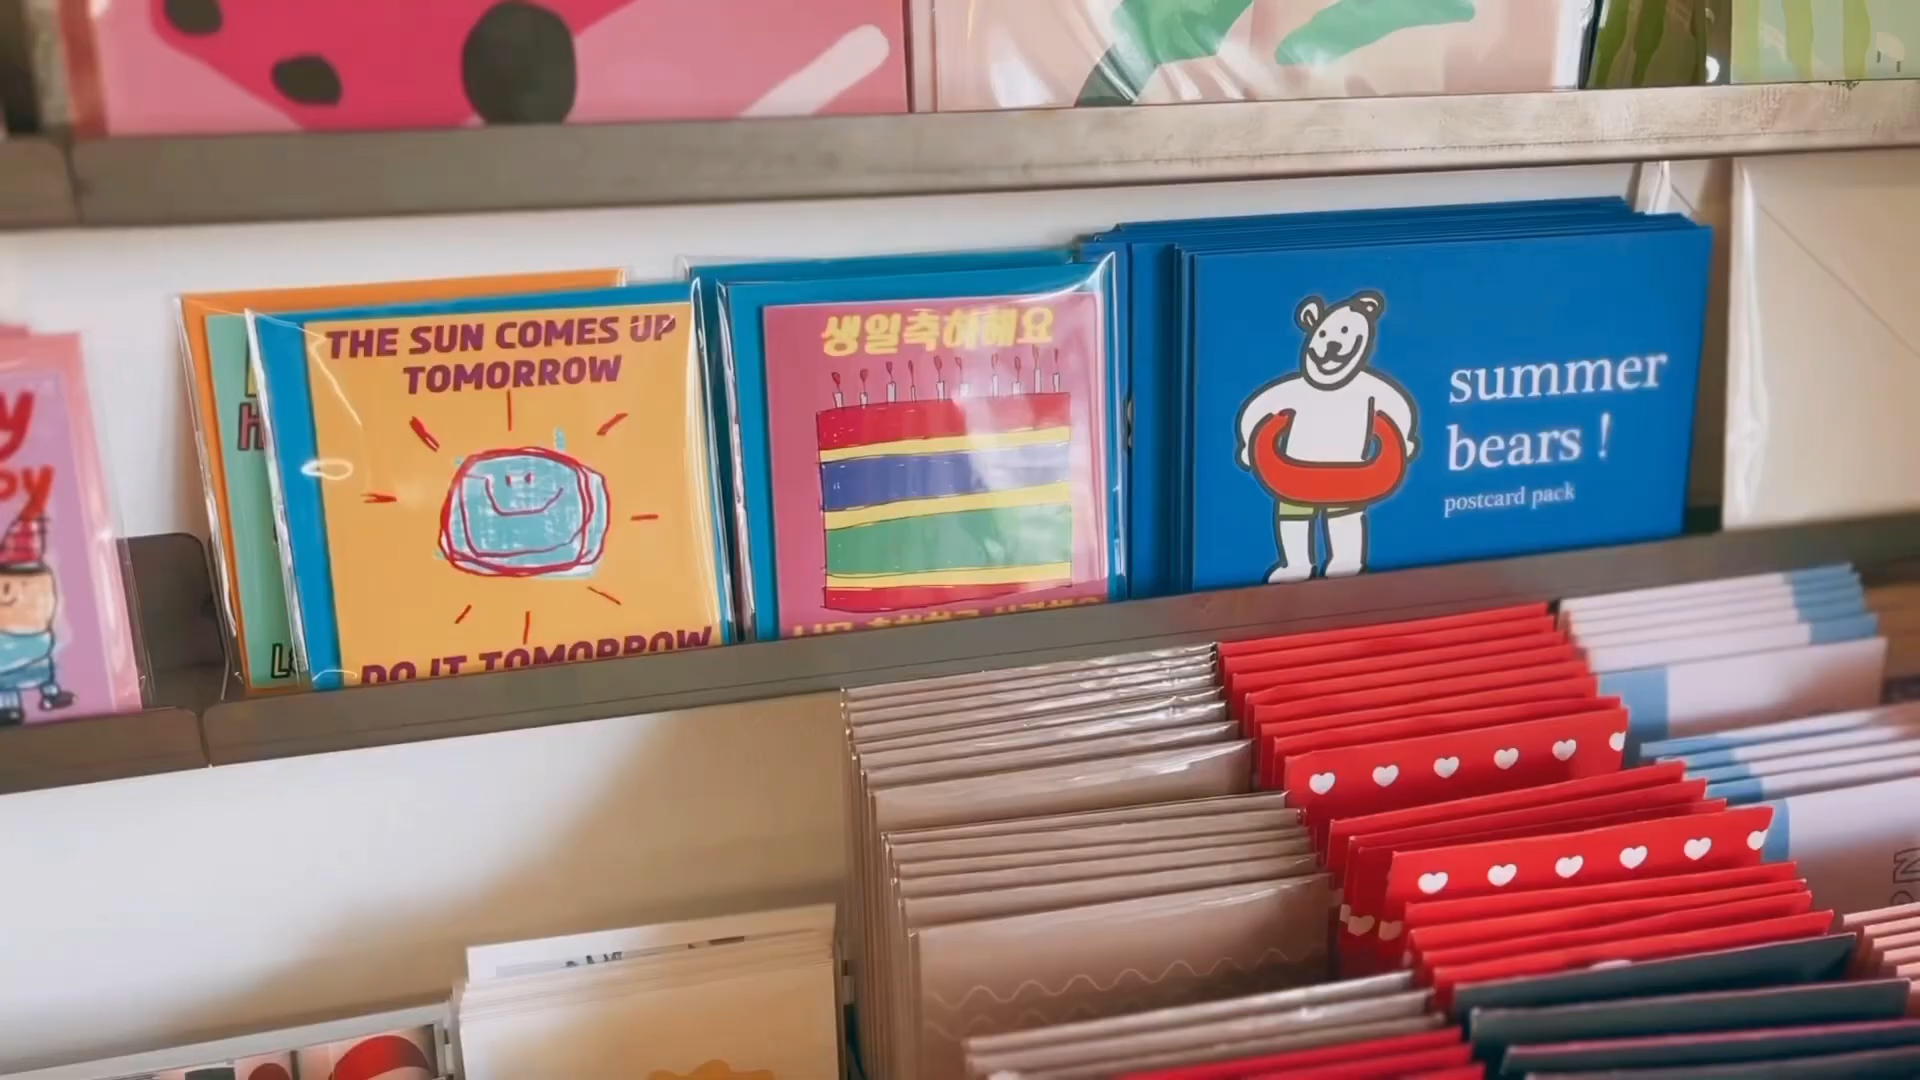 THE SUN COMES UP
TOMORROW
DO IT TOMORROW
생일축하해요
summer
bears !
postcard pack